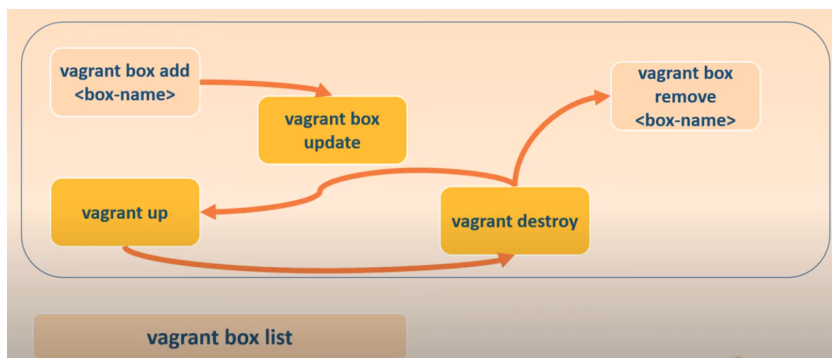 vagrant box add
<box-name>
vagrant box
update
vagrant box
remove
<box-name>
vagrant up
vagrant destroy
vagrant box list